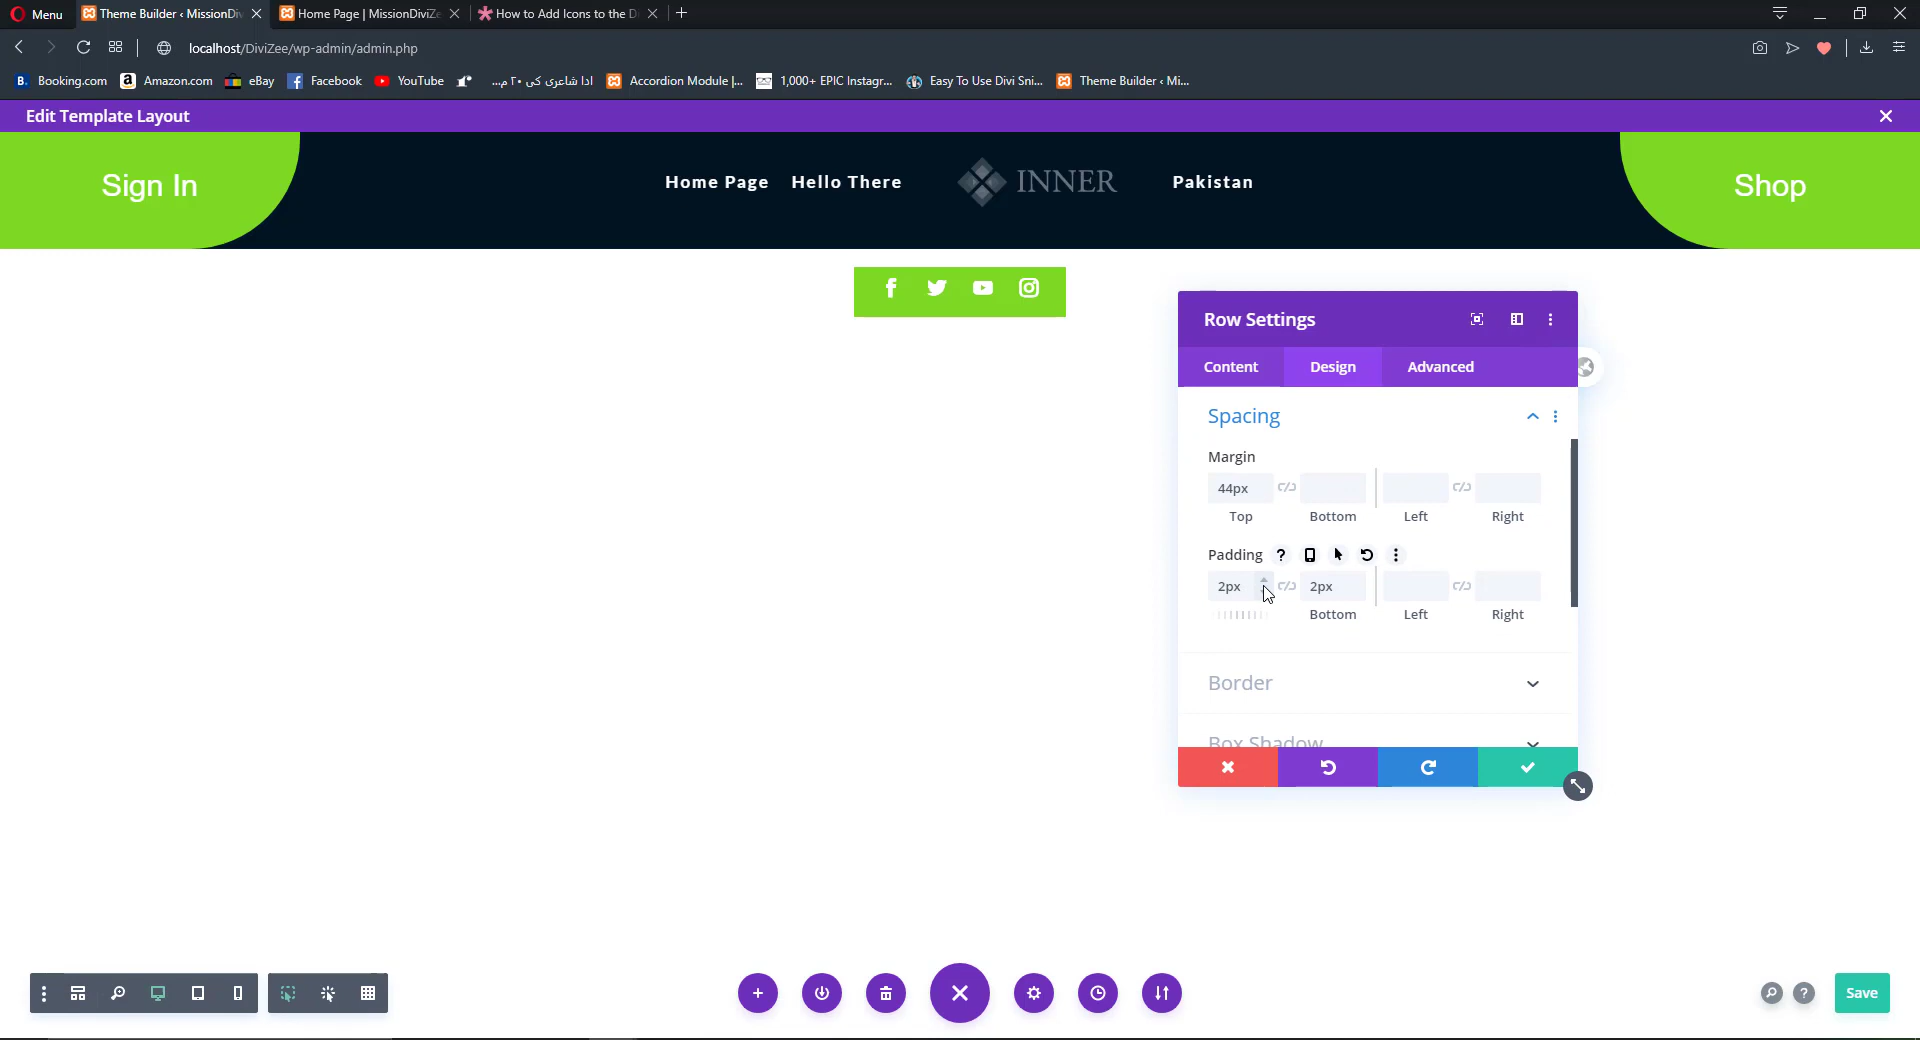 Menu
Theme Builder ‹ MissionDiv
Home Page | MissionDiviZe
How to Add Icons to the D
localhost/DiviZee/wp-admin/admin.php
B. Booking.com
a Amazon.com
eBay
Facebook
YouTube
ادا شاعری کی ۲۰ م...
Accordion Module |...
1,000+ EPIC Instagr...
Easy To Use Divi Sni...
Theme Builder ‹ Mi...
Edit Template Layout
Sign In
Home Page
Hello There
INNER
Pakistan
Shop
Row Settings
Content
Design
Advanced
Spacing
Margin
44px
Top
Bottom
Left
Right
Padding
2px
2px
Bottom
Left
Right
Border
Box Shadow
Save